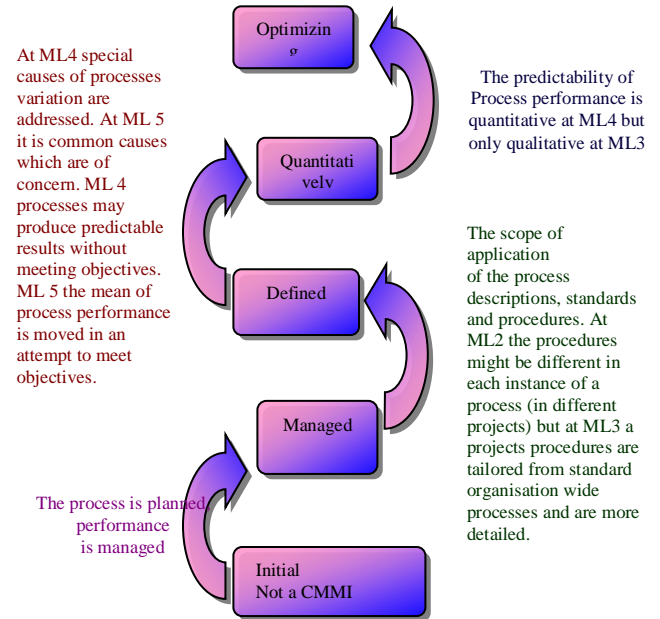 Optimizin
g
At ML4 special
causes of processes
variation are
addressed. At ML 5
it is common causes
which are of
concern. ML 4
processes may
produce predictable
results without
meeting objectives.
ML 5 the mean of
process performance
is moved in an
attempt to meet
objectives.
The predictability of
Process performance is
quantitative at ML4 but
only qualitative at ML3
Quantitati
vely
The scope of
application
of the process
descriptions, standards
and procedures. At
ML2 the procedures
might be different in
each instance of a
process (in different
projects) but at ML3 a
projects procedures are
tailored from standard
organisation wide
processes and are more
detailed.
Defined
Managed
The process is planned
performance
is managed
Initial
Not a CMMI